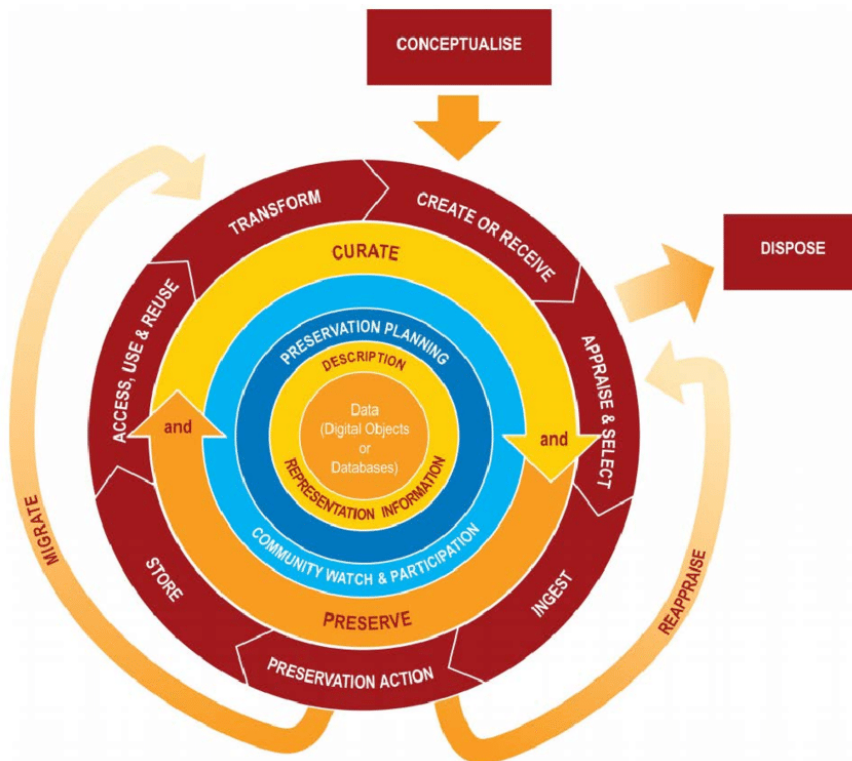 CONCEPTUALISE
DISPOSE
TRANSFORM
CREATE OR RECEIVE
APPRAISE & SELECT
INGEST
PRESERVATION ACTION
STORE
ACCESS, USE & REUSE
MIGRATE
REAPPRAISE
CURATE
and
PRESERVE
and
COMMUNITY WATCH & PARTICIPATION
PRESERVATION PLANNING
DESCRIPTION
REPRESENTATION INFORMATION
Data
(Digital Objects
or
Databases)